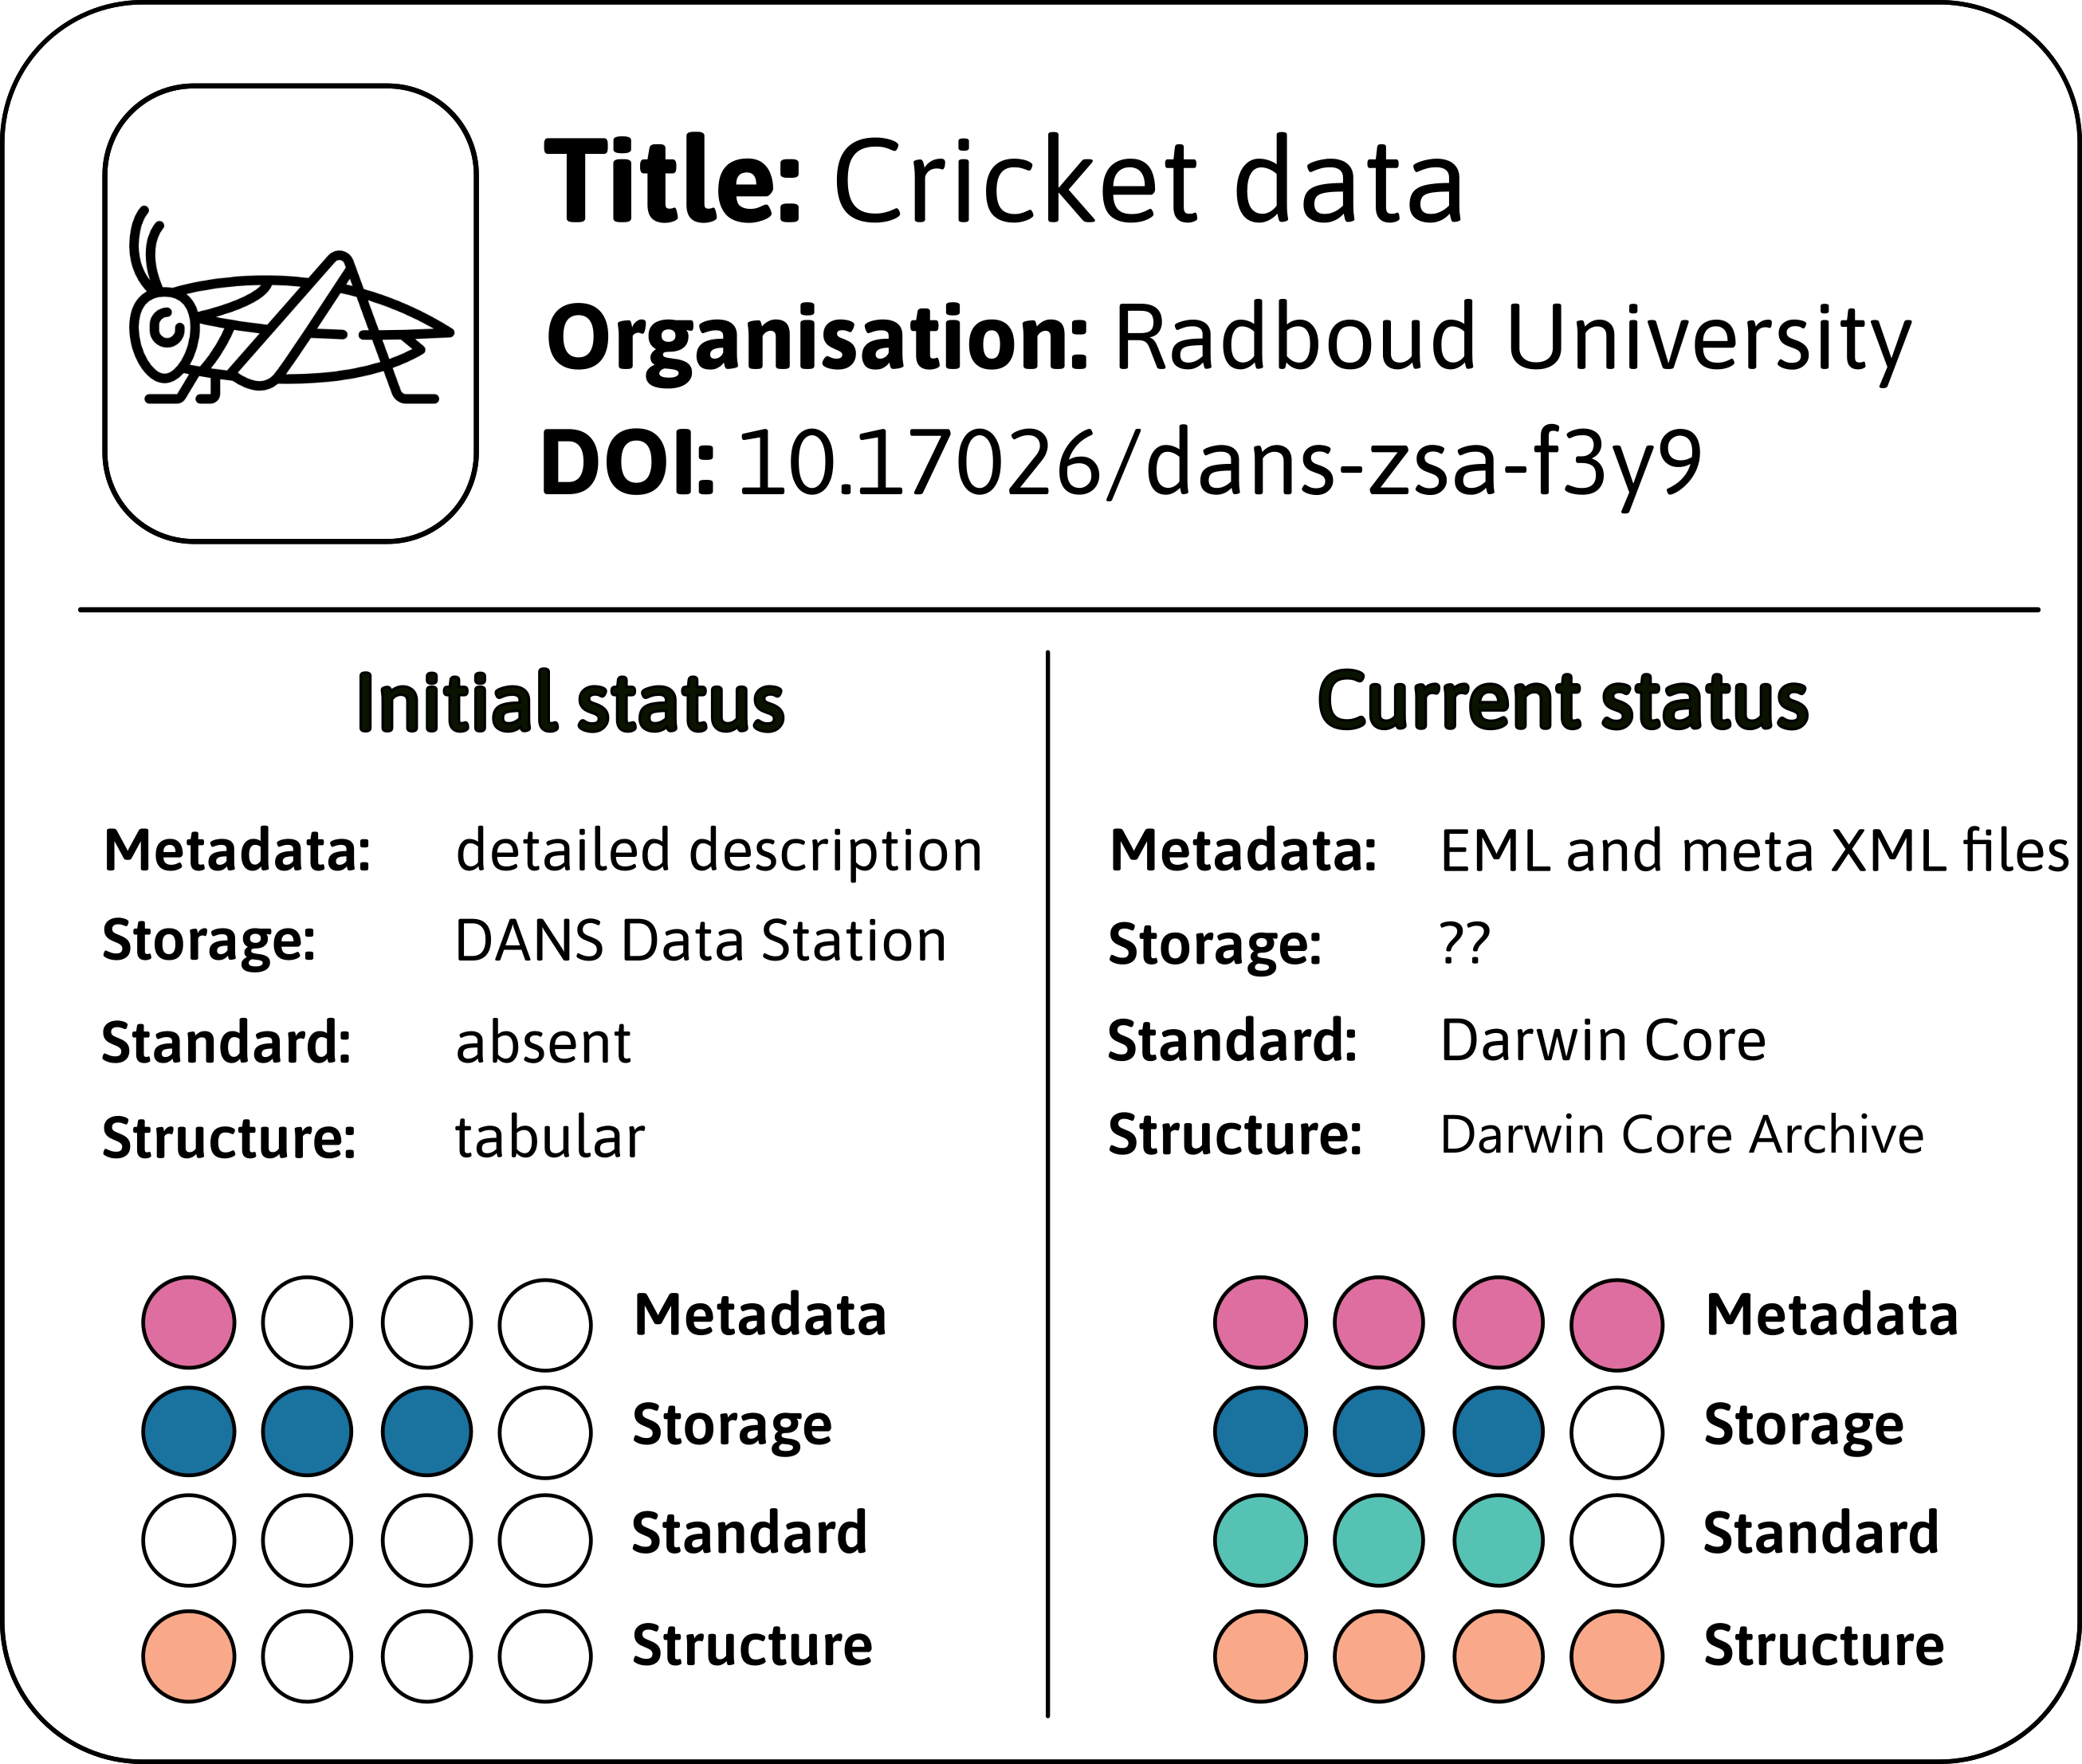 Title: Cricket data
Organisation: Radboud University
DOI: 10.17026/dans-zsa-f3y9
Initial status
Metadata: detailed description
Storage: DANS Data Station
Standard: absent
Structure: tabular
Metadata
Storage
Standard
Structure
Current status
Metadata: EML and meta XML files
Storage: ??
Standard: Darwin Core
Structure: Darwin Core Archive
Metadata
Storage
Standard
Structure